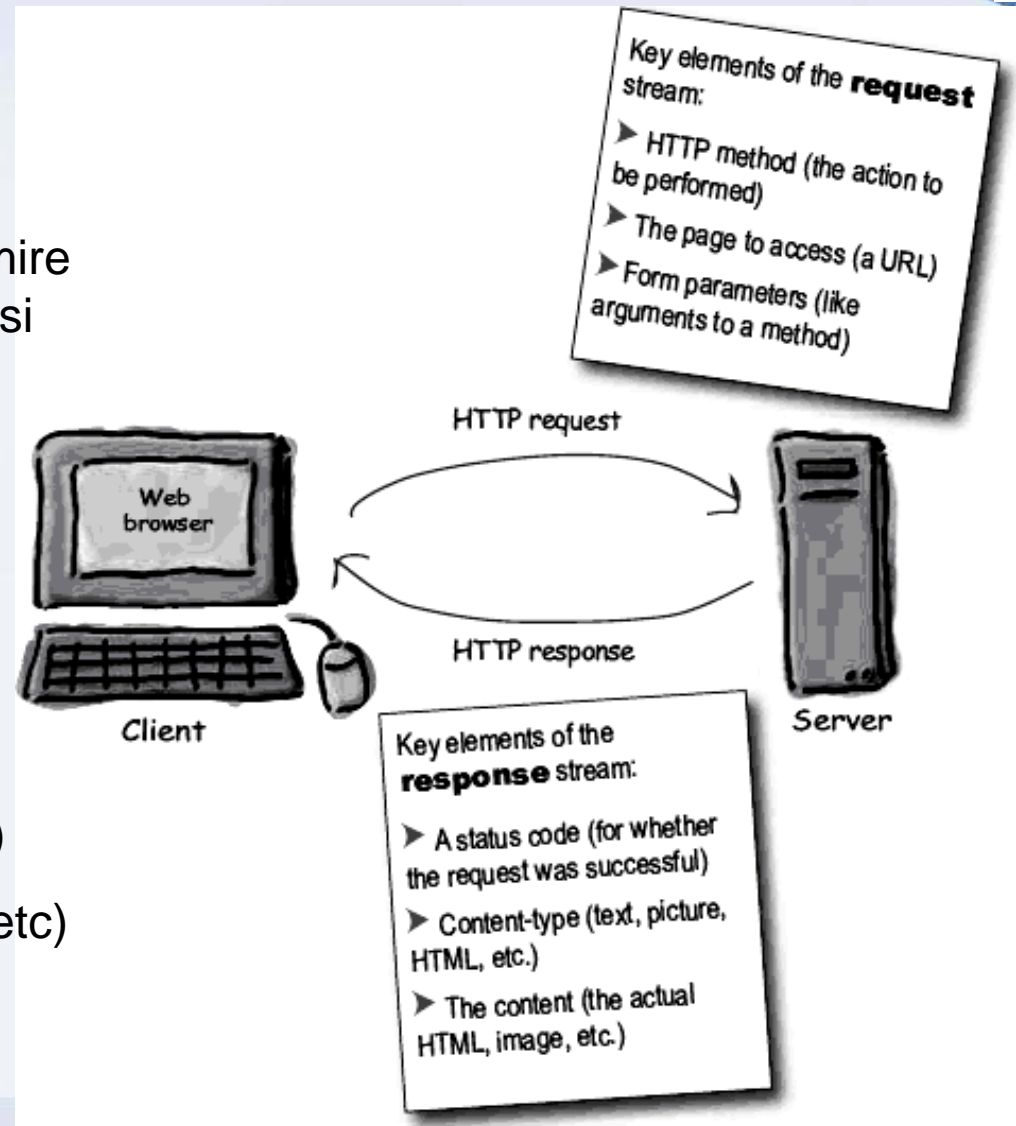 Key elements of the request
stream:
➤ HTTP method (the action to
be performed)
➤ The page to access (a URL)
➤ Form parameters (like
arguments to a method)
mire
si
HTTP request
Web
browser
HTTP response
Client
Server
Key elements of the
response stream:
➤ A status code (for whether
the request was successful)
➤ Content-type (text, picture,
HTML, etc.)
➤ The content (the actual
HTML, image, etc.)
)
etc)